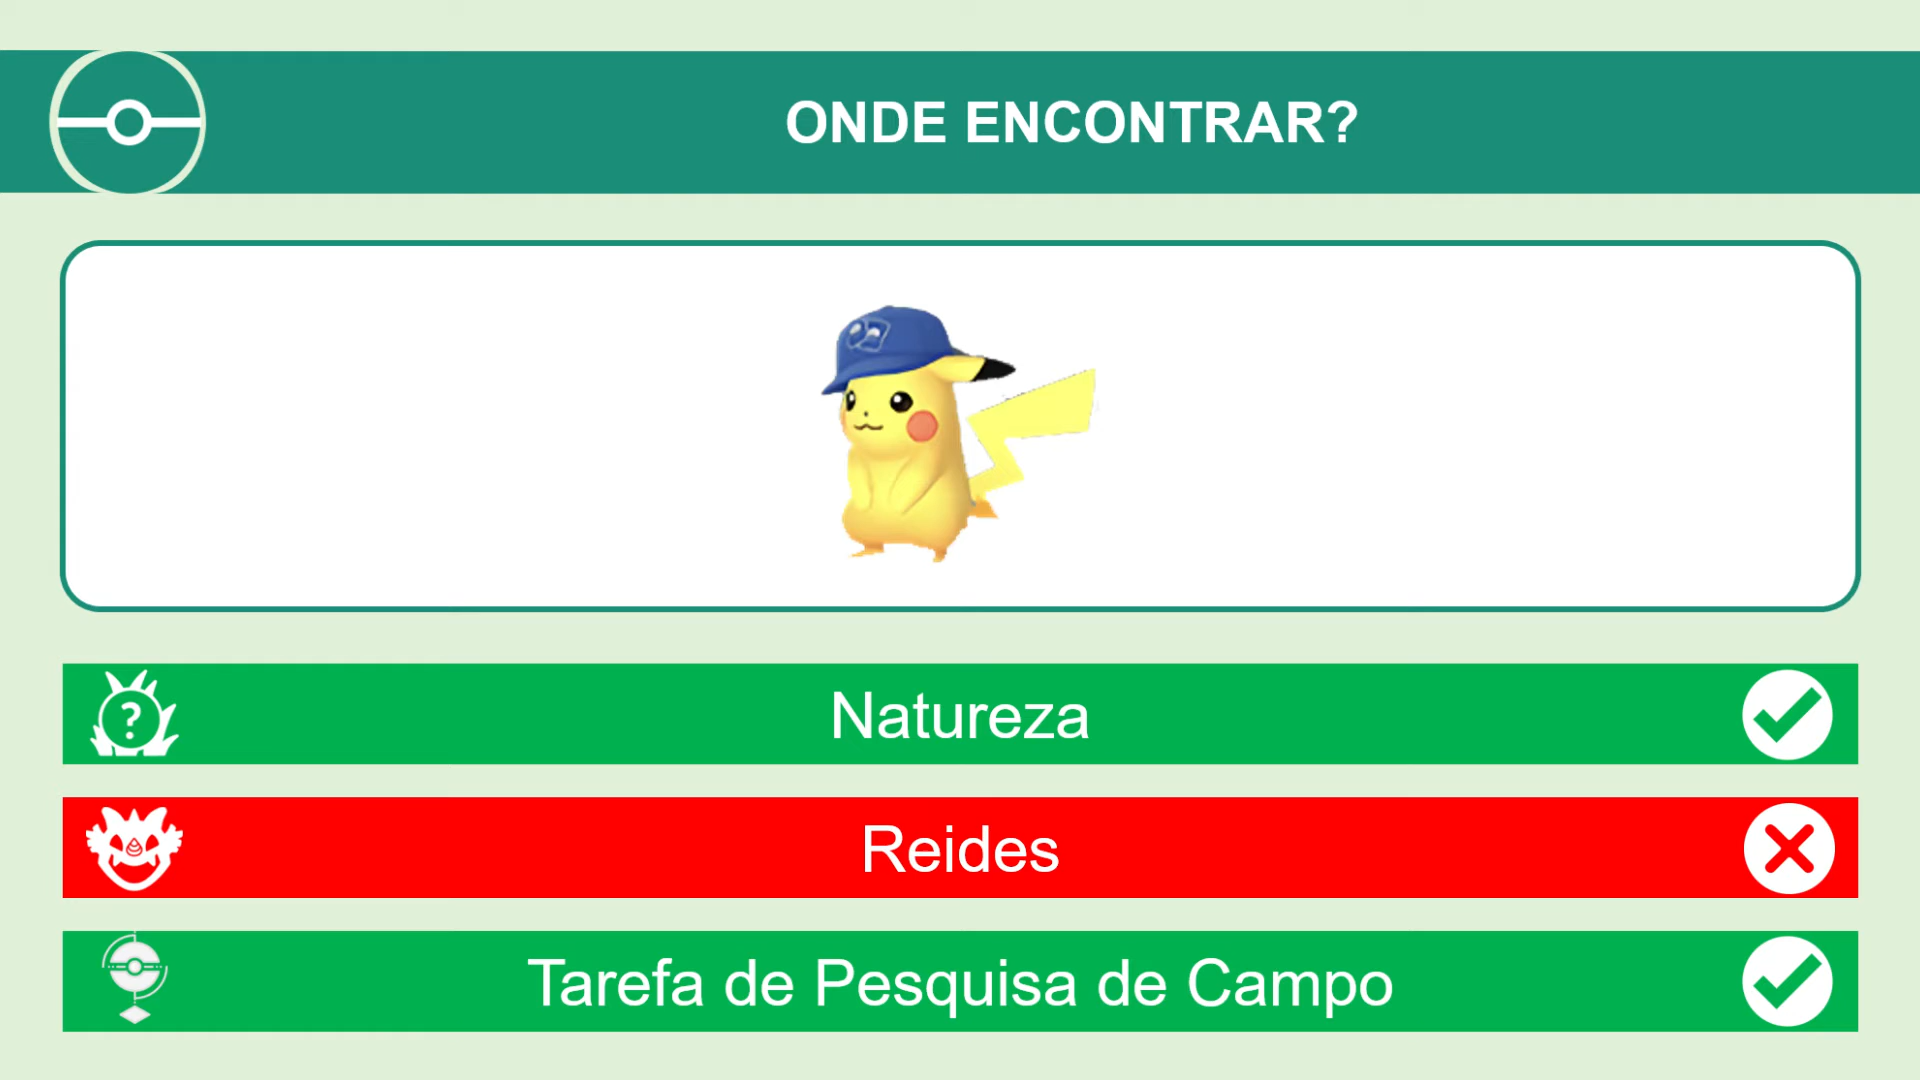 ONDE ENCONTRAR?
?
Natureza
Reides
Tarefa de Pesquisa de Campo